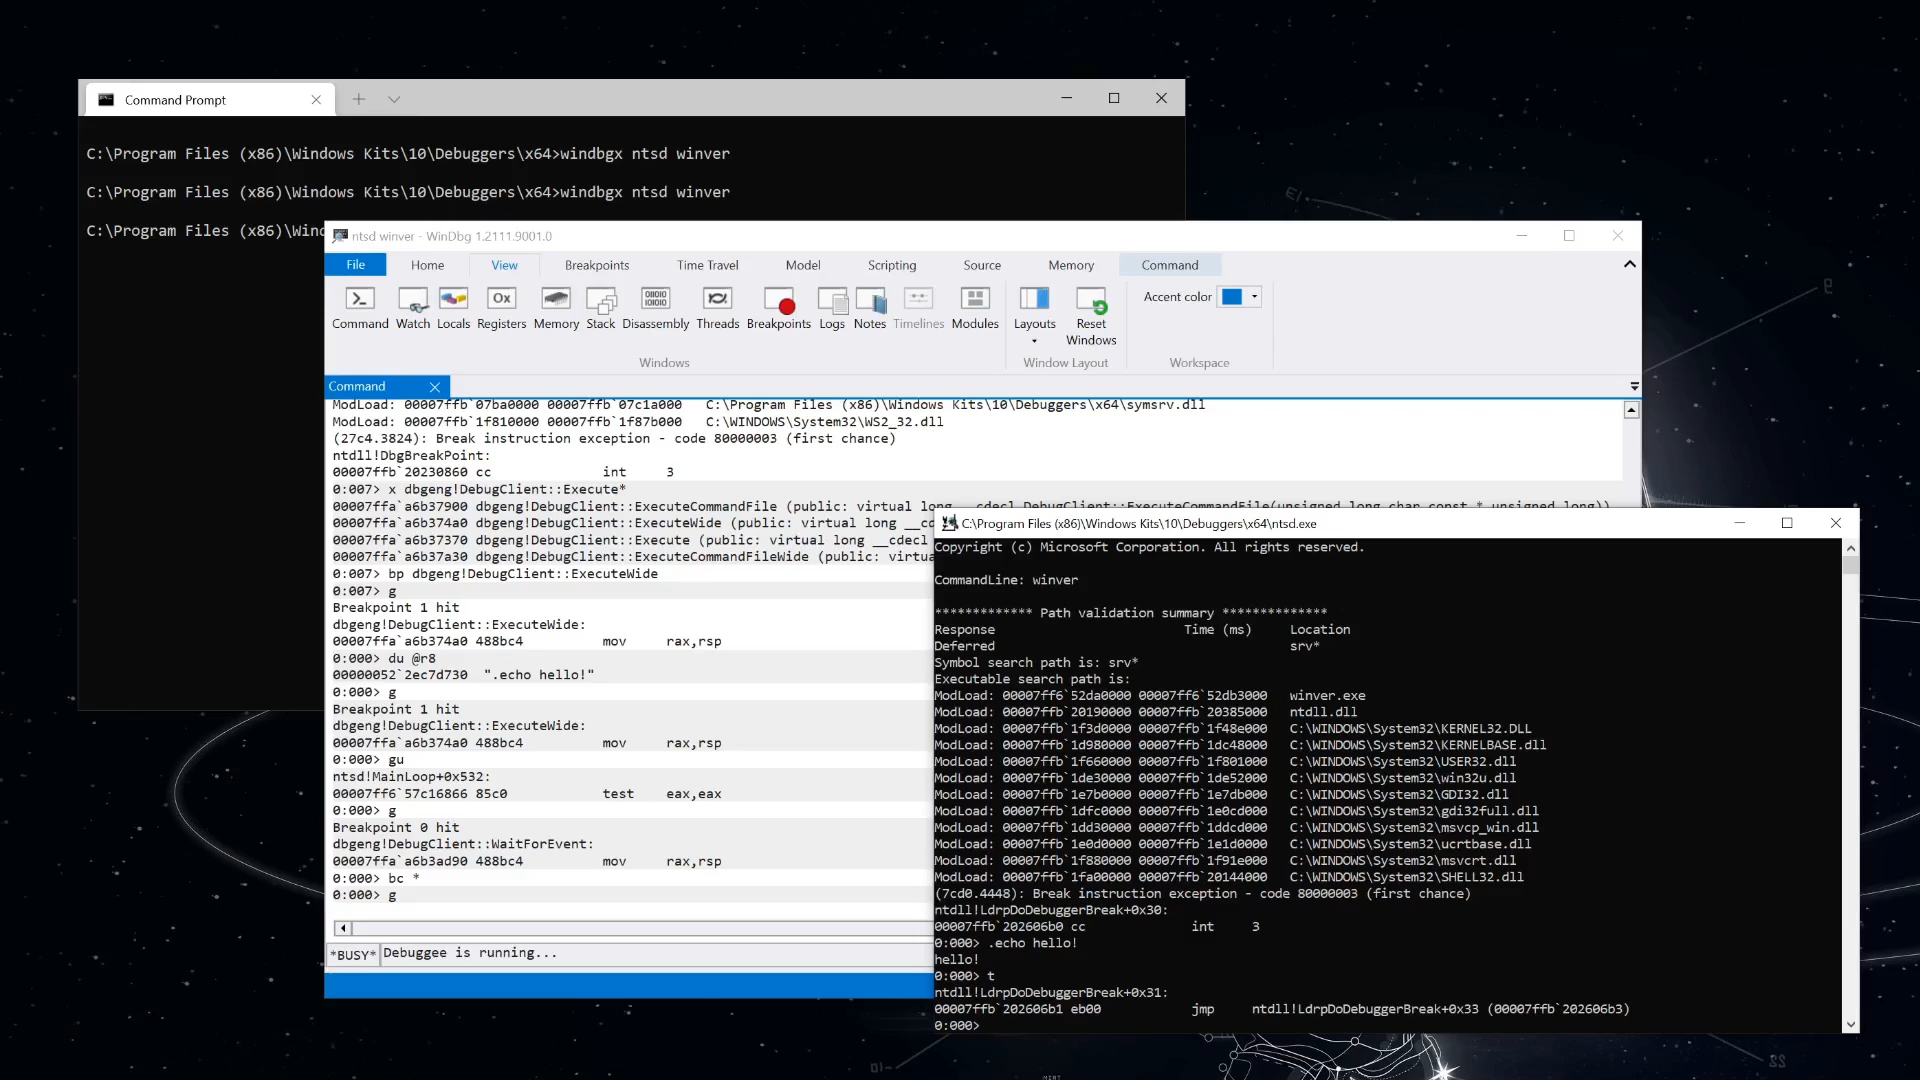 Command Prompt
C:\Program Files (x86)\Windows Kits\10\Debuggers\x64>windbgx ntsd winver
C:\Program Files (x86)\Windows Kits\10\Debuggers\x64>windbgx ntsd winver
C:\Program Files (x86)\Wind
ntsd winver - WinDbg 1.2111.9001.0
File Home View Breakpoints Time Travel Model Scripting Source Memory Command
Command Watch Locals Registers Memory Stack Disassembly Threads Breakpoints Logs Notes Timelines Modules Layouts Reset Windows Accent color
Windows Window Layout Workspace
Command
ModLoad: 00007ffb`07ba0000 00007ffb`07c1a000 C:\Program Files (x86)\Windows Kits\10\Debuggers\x64\symsrv.dll
ModLoad: 00007ffb`1f810000 00007ffb`1f87b000 C:\WINDOWS\System32\WS2_32.dll
(27c4.3824): Break instruction exception - code 80000003 (first chance)
ntdll!DbgBreakPoint:
00007ffb`20230860 cc int 3
0:007> x dbgeng!DebugClient::Execute*
00007ffa`a6b37900 dbgeng!DebugClient::ExecuteCommandFile (public: virtual long __cdecl DebugClient::ExecuteCommandFile(unsigned long,char const *,unsigned long))
00007ffa`a6b374a0 dbgeng!DebugClient::ExecuteWide (public: virtual long __cd
00007ffa`a6b37370 dbgeng!DebugClient::Execute (public: virtual long __cdecl
00007ffa`a6b37a30 dbgeng!DebugClient::ExecuteCommandFileWide (public: virtua
0:007> bp dbgeng!DebugClient::ExecuteWide
0:007> g
Breakpoint 1 hit
dbgeng!DebugClient::ExecuteWide:
00007ffa`a6b374a0 488bc4 mov rax,rsp
0:000> du @r8
00000052`2ec7d730 ".echo hello!"
0:000> g
Breakpoint 1 hit
dbgeng!DebugClient::ExecuteWide:
00007ffa`a6b374a0 488bc4 mov rax,rsp
0:000> gu
ntsd!MainLoop+0x532:
00007ff6`57c16866 85c0 test eax,eax
0:000> g
Breakpoint 0 hit
dbgeng!DebugClient::WaitForEvent:
00007ffa`a6b3ad90 488bc4 mov rax,rsp
0:000> bc *
0:000> g
*BUSY* Debuggee is running...
C:\Program Files (x86)\Windows Kits\10\Debuggers\x64\ntsd.exe
Copyright (c) Microsoft Corporation. All rights reserved.
CommandLine: winver
************* Path validation summary **************
Response Time (ms) Location
Deferred srv*
Symbol search path is: srv*
Executable search path is:
ModLoad: 00007ff6`52da0000 00007ff6`52db3000 winver.exe
ModLoad: 00007ffb`20190000 00007ffb`20385000 ntdll.dll
ModLoad: 00007ffb`1f3d0000 00007ffb`1f48e000 C:\WINDOWS\System32\KERNEL32.DLL
ModLoad: 00007ffb`1d980000 00007ffb`1dc48000 C:\WINDOWS\System32\KERNELBASE.dll
ModLoad: 00007ffb`1f660000 00007ffb`1f801000 C:\WINDOWS\System32\USER32.dll
ModLoad: 00007ffb`1de30000 00007ffb`1de52000 C:\WINDOWS\System32\win32u.dll
ModLoad: 00007ffb`1e7b0000 00007ffb`1e7db000 C:\WINDOWS\System32\GDI32.dll
ModLoad: 00007ffb`1dfc0000 00007ffb`1e0cd000 C:\WINDOWS\System32\gdi32full.dll
ModLoad: 00007ffb`1dd30000 00007ffb`1ddcd000 C:\WINDOWS\System32\msvcp_win.dll
ModLoad: 00007ffb`1e0d0000 00007ffb`1e1d0000 C:\WINDOWS\System32\ucrtbase.dll
ModLoad: 00007ffb`1f880000 00007ffb`1f91e000 C:\WINDOWS\System32\msvcrt.dll
ModLoad: 00007ffb`1fa00000 00007ffb`20144000 C:\WINDOWS\System32\SHELL32.dll
(7cd0.4448): Break instruction exception - code 80000003 (first chance)
ntdll!LdrpDoDebuggerBreak+0x30:
00007ffb`202606b0 cc int 3
0:000> .echo hello!
hello!
0:000> t
ntdll!LdrpDoDebuggerBreak+0x31:
00007ffb`202606b1 eb00 jmp ntdll!LdrpDoDebuggerBreak+0x33 (00007ffb`202606b3)
0:000>